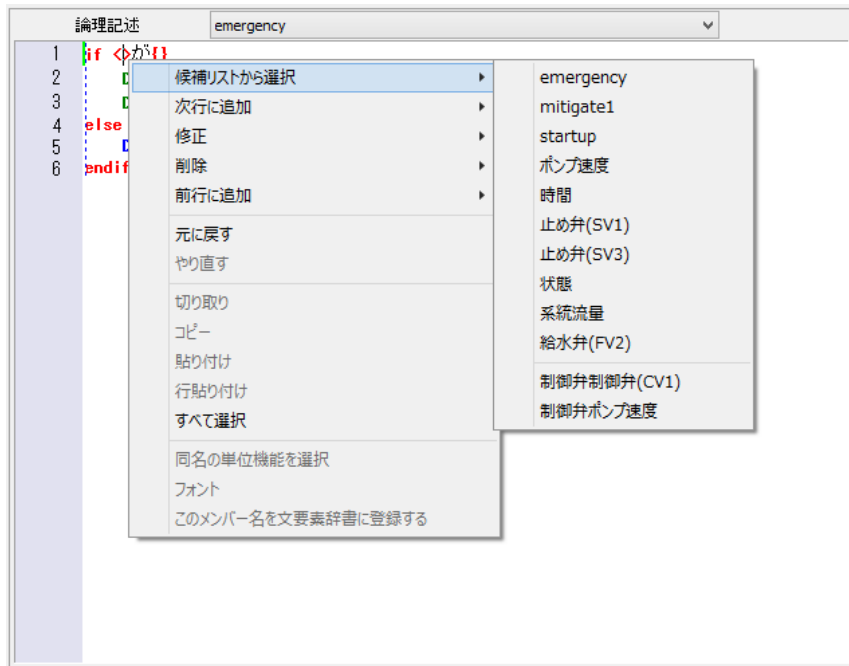 論理記述
emergency
1 if <>が{}
2 D
3 D
4 else
5 D
6 endif
候補リストから選択
次行に追加
修正
削除
前行に追加
元に戻す
やり直す
切り取り
コピー
貼り付け
行貼り付け
すべて選択
同名の単位機能を選択
フォント
このメンバー名を文要素辞書に登録する
emergency
mitigate1
startup
ポンプ速度
時間
止め弁(SV1)
止め弁(SV3)
状態
系統流量
給水弁(FV2)
制御弁制御弁(CV1)
制御弁ポンプ速度